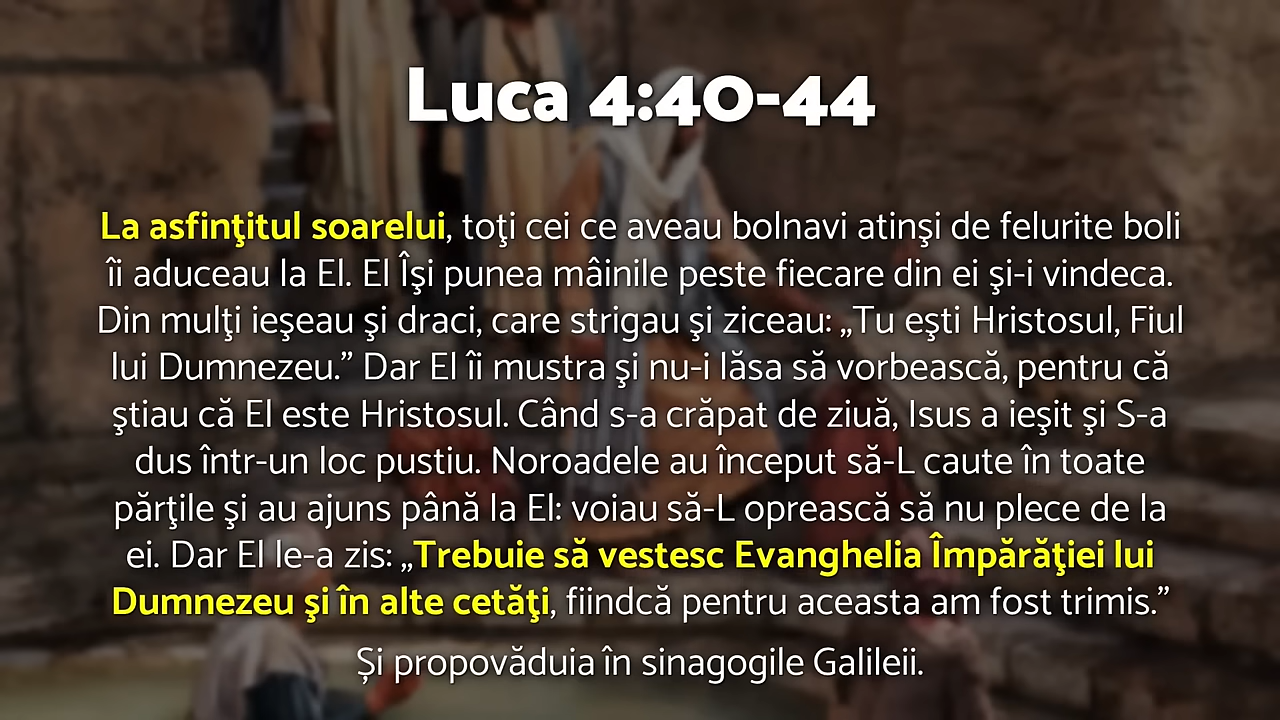 Luca 4:40-44
La asfinţitul soarelui, toţi cei ce aveau bolnavi atinşi de felurite boli
îi aduceau la El. El Îşi punea mâinile peste fiecare din ei şi-i vindeca.
Din mulţi ieşeau şi draci, care strigau şi ziceau: „Tu eşti Hristosul, Fiul
lui Dumnezeu.” Dar El îi mustra şi nu-i lăsa să vorbească, pentru că
ştiau că El este Hristosul. Când s-a crăpat de ziuă, Isus a ieşit şi S-a
dus într-un loc pustiu. Noroadele au început să-L caute în toate
părţile şi au ajuns până la El: voiau să-L oprească să nu plece de la
ei. Dar El le-a zis: „Trebuie să vestesc Evanghelia Împărăţiei lui
Dumnezeu şi în alte cetăţi, fiindcă pentru aceasta am fost trimis.”
Și propovăduia în sinagogile Galileii.